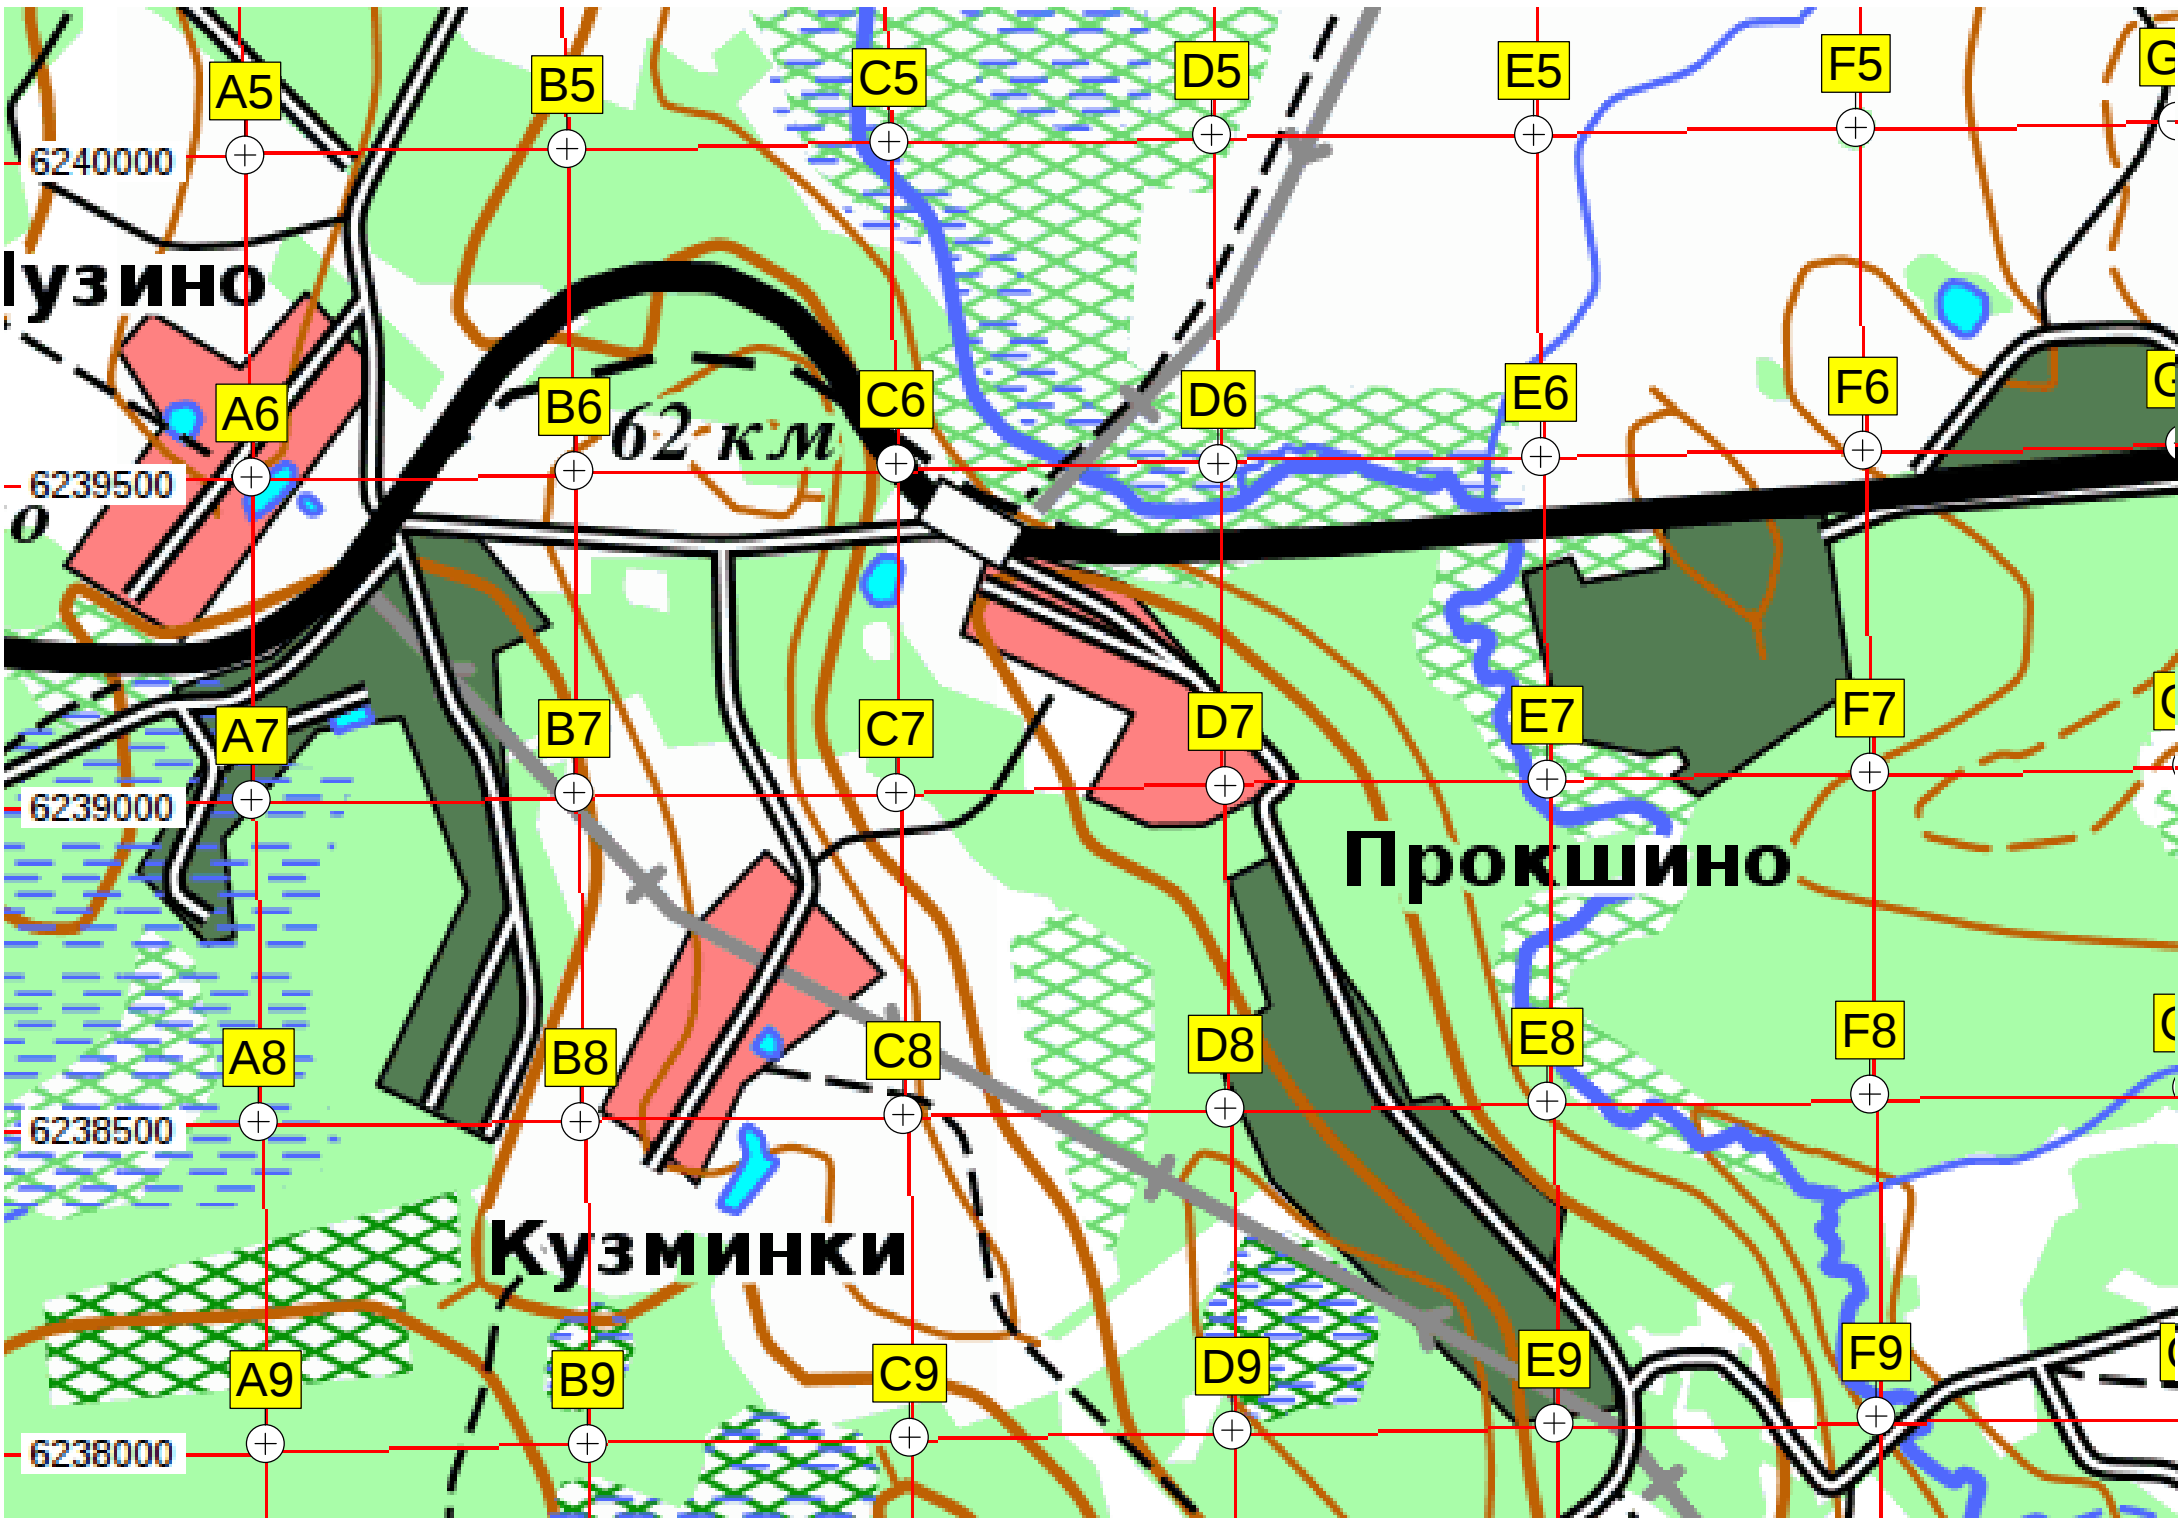 A5 B5 C5 D5 E5 F5 G
6240000
Лузино
A6 B6 C6 D6 E6 F6 G
62 км
6239500
о
A7 B7 C7 D7 E7 F7
6239000
Прокшино
A8 B8 C8 D8 E8 F8
6238500
Кузминки
A9 B9 C9 D9 E9 F9
6238000